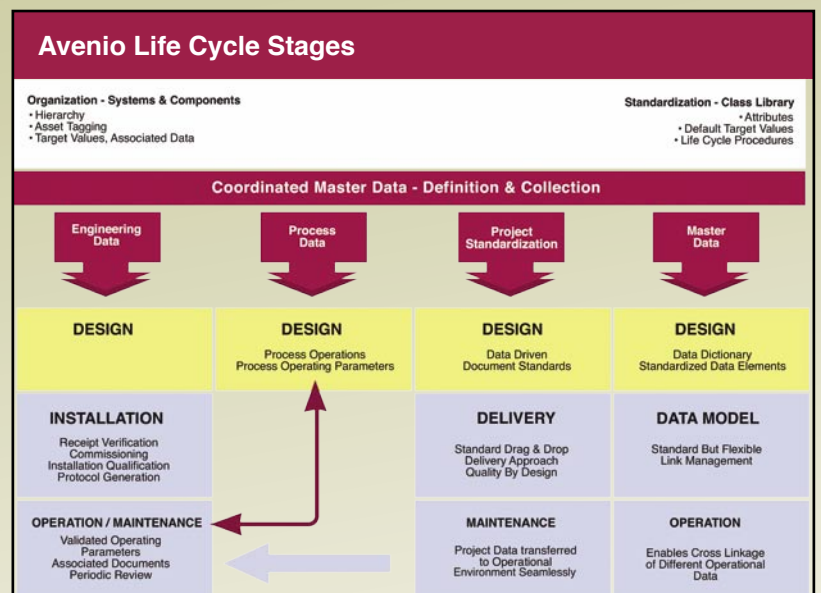 Avenio Life Cycle Stages
Organization - Systems & Components
• Hierarchy
• Asset Tagging
• Target Values, Associated Data
Standardization - Class Library
• Attributes
• Default Target Values
• Life Cycle Procedures
Coordinated Master Data - Definition & Collection
Engineering
Data
Process
Data
Project
Standardization
Master
Data
DESIGN
DESIGN
Process Operations
Process Operating Parameters
DESIGN
Data Driven
Document Standards
DESIGN
Data Dictionary
Standardized Data Elements
INSTALLATION
Receipt Verification
Commissioning
Installation Qualification
Protocol Generation
DELIVERY
Standard Drag & Drop
Delivery Approach
Quality By Design
DATA MODEL
Standard But Flexible
Link Management
OPERATION / MAINTENANCE
Validated Operating
Parameters
Associated Documents
Periodic Review
MAINTENANCE
Project Data transferred
to Operational
Environment Seamlessly
OPERATION
Enables Cross Linkage
of Different Operational
Data